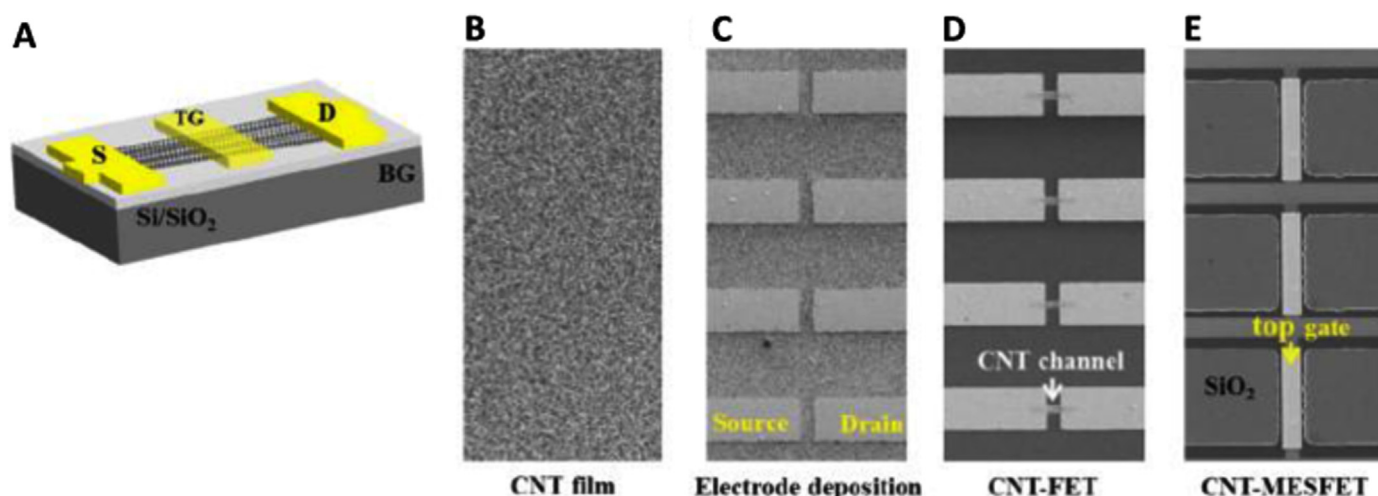 A
B
C
D
E
TG
D
S
BG
Si/SiO₂
CNT channel
top gate
SiO₂
Source
Drain
CNT film
Electrode deposition
CNT-FET
CNT-MESFET